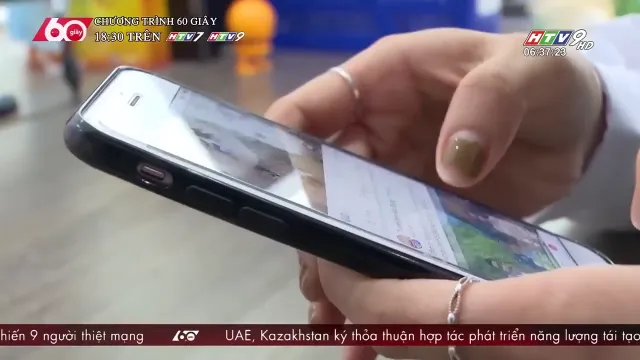 60 giây
CHƯƠNG TRÌNH 60 GIÂY
18:30 TRÊN HTV7 HTV9
HTV9 HD
06:37:23
hiến 9 người thiệt mạng 60giây UAE, Kazakhstan ký thỏa thuận hợp tác phát triển năng lượng tái tạo